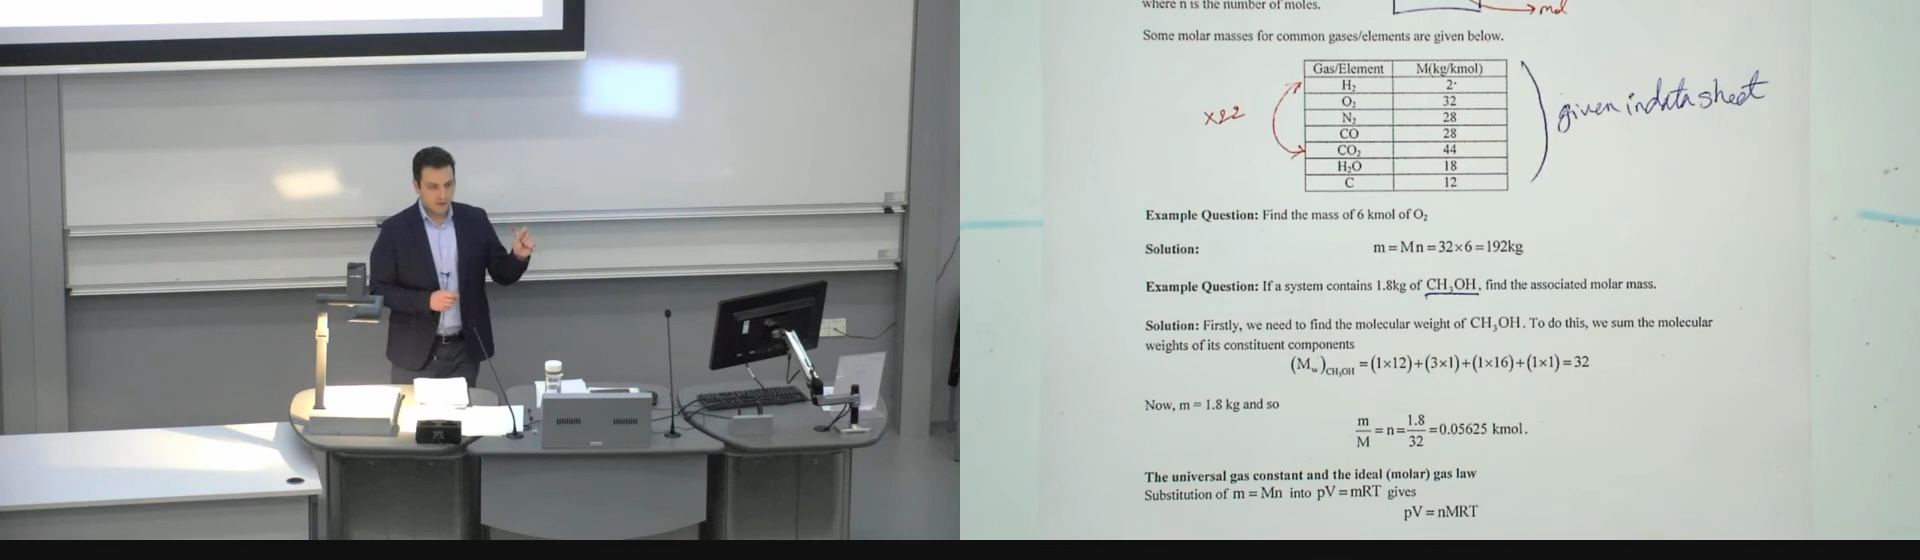 where n is the number of moles.
→ mol
Some molar masses for common gases/elements are given below.
Gas/Element M(kg/kmol)
H₂ 2
O₂ 32
N₂ 28
CO 28
CO₂ 44
H₂O 18
C 12
×22
given in data sheet
Example Question: Find the mass of 6 kmol of O₂
Solution: m = Mn = 32×6 = 192kg
Example Question: If a system contains 1.8kg of CH₃OH, find the associated molar mass.
Solution: Firstly, we need to find the molecular weight of CH₃OH. To do this, we sum the molecular
weights of its constituent components
(M_w)_CH₃OH = (1×12)+(3×1)+(1×16)+(1×1) = 32
Now, m = 1.8 kg and so
m/M = n = 1.8/32 = 0.05625 kmol.
The universal gas constant and the ideal (molar) gas law
Substitution of m = Mn into pV = mRT gives
pV = nMRT